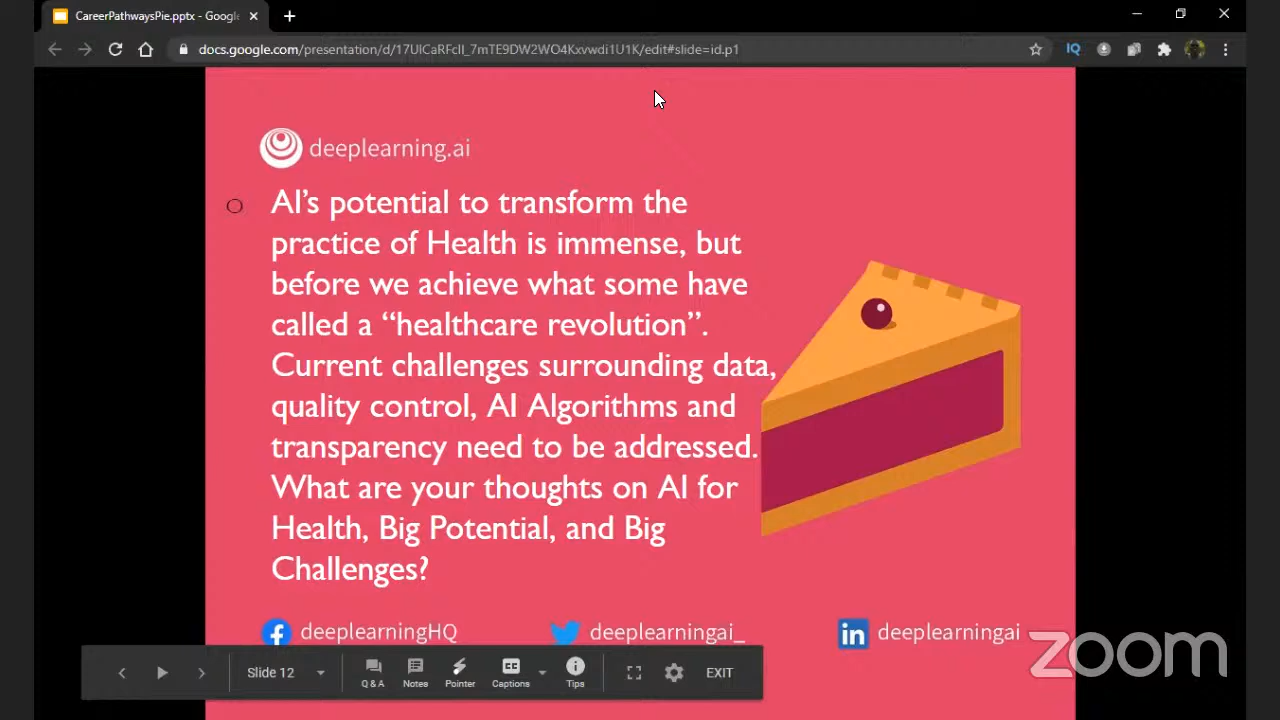 CareerPathwaysPie.pptx - Google
docs.google.com/presentation/d/17UlCaRFcII_7mTE9DW2WO4Kxvwdi1U1K/edit#slide=id.p1
IQ
deeplearning.ai
AI’s potential to transform the
practice of Health is immense, but
before we achieve what some have
called a “healthcare revolution”.
Current challenges surrounding data,
quality control, AI Algorithms and
transparency need to be addressed.
What are your thoughts on AI for
Health, Big Potential, and Big
Challenges?
deeplearningHQ
deeplearningai_
deeplearningai
zoom
Slide 12
Q & A
Notes
Pointer
CC
Captions
Tips
EXIT